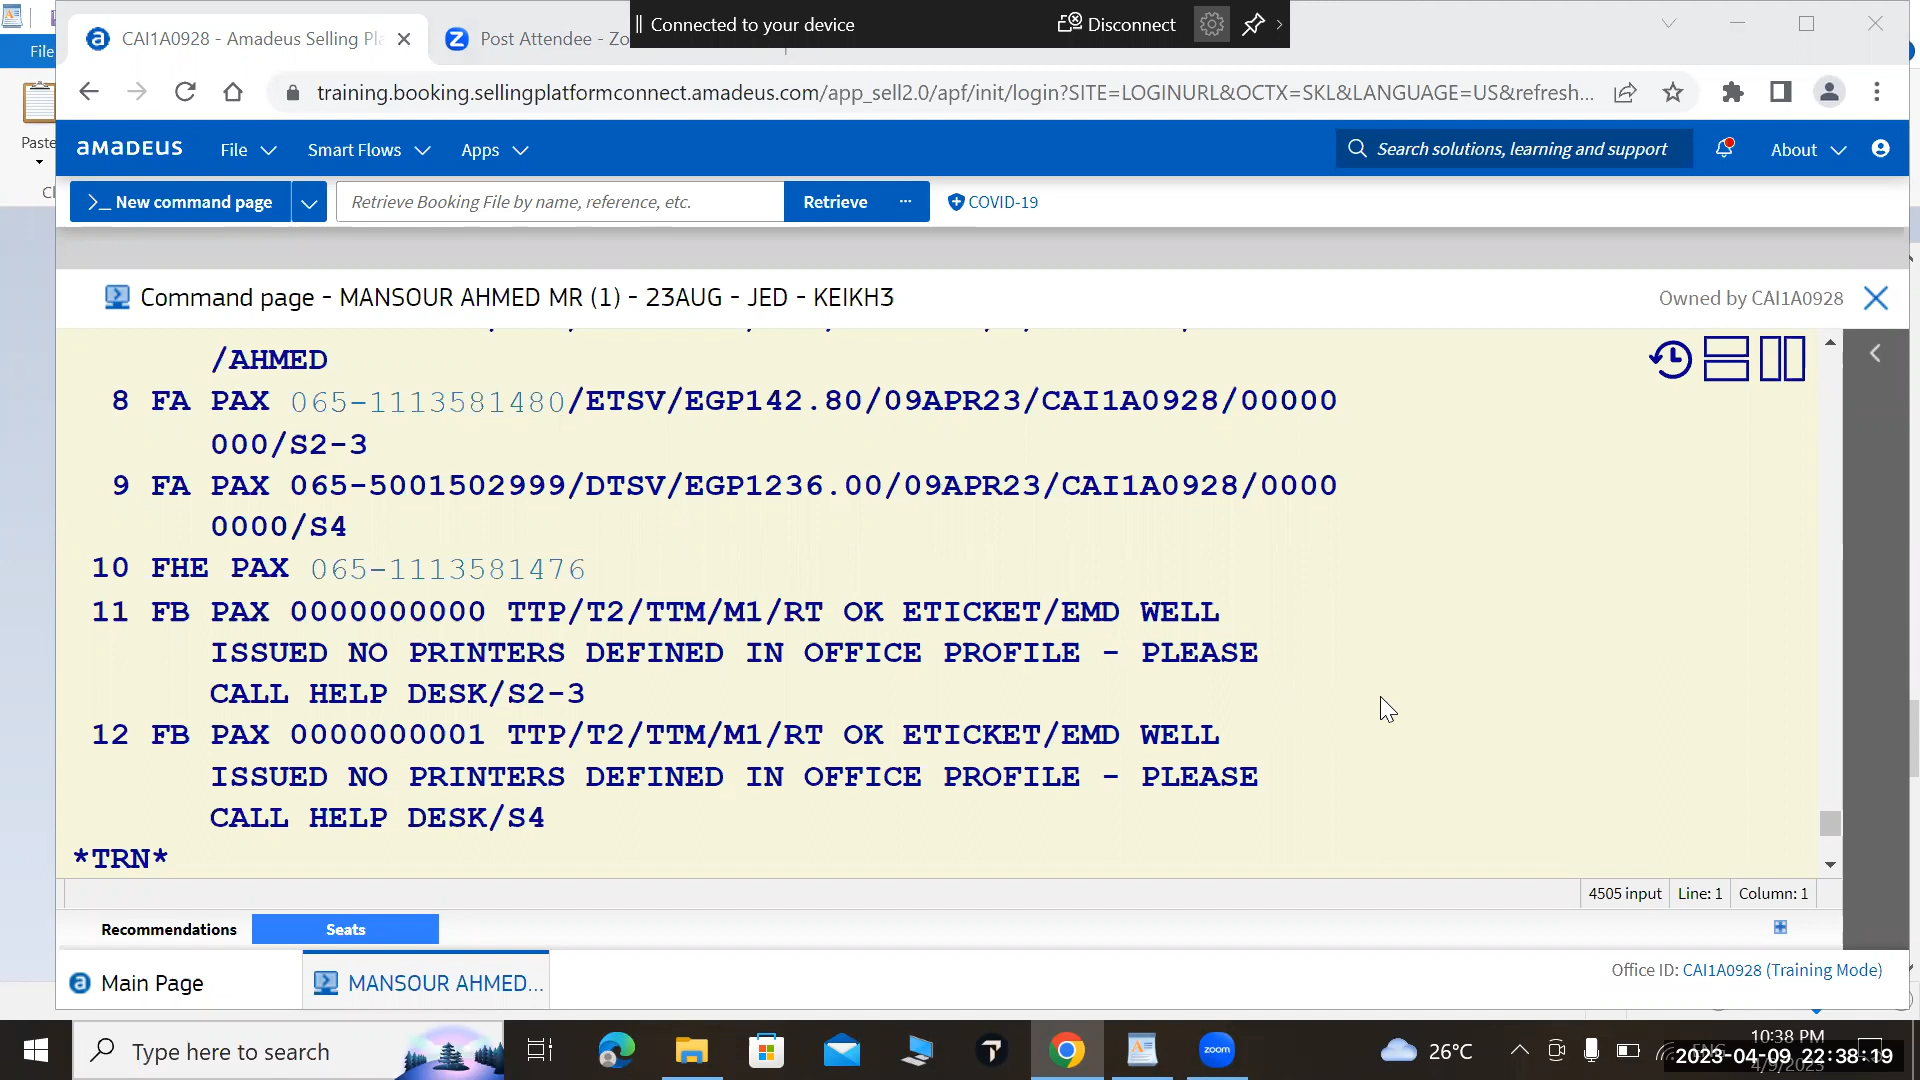 CAI1A0928 - Amadeus Selling Pla
Post Attendee - Zo
Connected to your device
Disconnect
File
training.booking.sellingplatformconnect.amadeus.com/app_sell2.0/apf/init/login?SITE=LOGINURL&OCTX=SKL&LANGUAGE=US&refresh...
Paste
Cl
amadeus
File
Smart Flows
Apps
Search solutions, learning and support
About
>_ New command page
Retrieve Booking File by name, reference, etc.
Retrieve
...
COVID-19
Command page - MANSOUR AHMED MR (1) - 23AUG - JED - KEIKH3
Owned by CAI1A0928
/AHMED
8 FA PAX 065-1113581480/ETSV/EGP142.80/09APR23/CAI1A0928/00000
000/S2-3
9 FA PAX 065-5001502999/DTSV/EGP1236.00/09APR23/CAI1A0928/0000
0000/S4
10 FHE PAX 065-1113581476
11 FB PAX 0000000000 TTP/T2/TTM/M1/RT OK ETICKET/EMD WELL
ISSUED NO PRINTERS DEFINED IN OFFICE PROFILE - PLEASE
CALL HELP DESK/S2-3
12 FB PAX 0000000001 TTP/T2/TTM/M1/RT OK ETICKET/EMD WELL
ISSUED NO PRINTERS DEFINED IN OFFICE PROFILE - PLEASE
CALL HELP DESK/S4
*TRN*
4505 input
Line: 1
Column: 1
Recommendations
Seats
Main Page
MANSOUR AHMED...
Office ID: CAI1A0928 (Training Mode)
Type here to search
zoom
26°C
10:38 PM
2023-04-09 22:38:19
4/9/2023